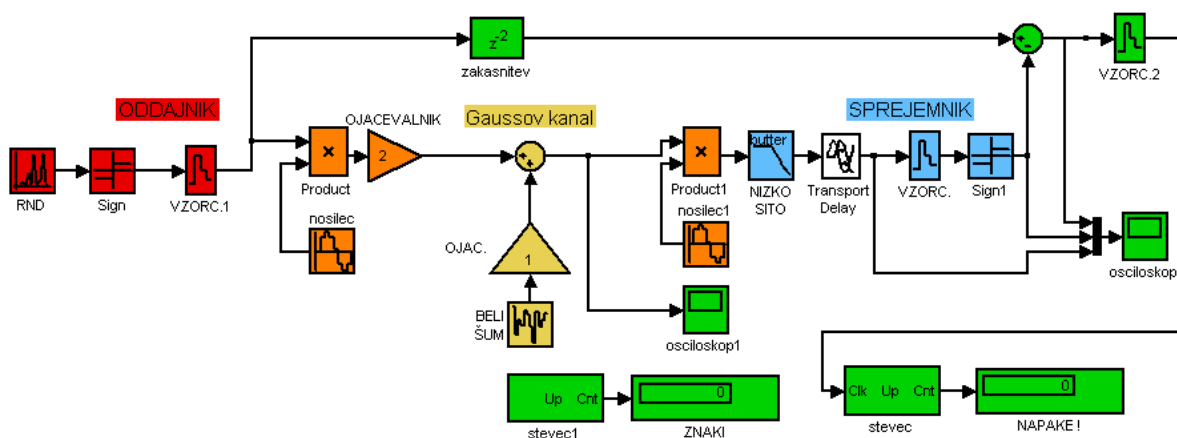 z-2
zakasnitev
VZORC.2
ODDAJNIK
OJACEVALNIK
Gaussov kanal
SPREJEMNIK
butter
2
RND
Sign
VZORC.1
Product
Product1
NIZKO
SITO
Transport
Delay
VZORC.
Sign1
nosilec
nosilec1
OJAC.
1
osciloskop
BELI
ŠUM
osciloskop1
Up Cnt
0
Clk Up Cnt
0
stevec1
ZNAKI
stevec
NAPAKE !